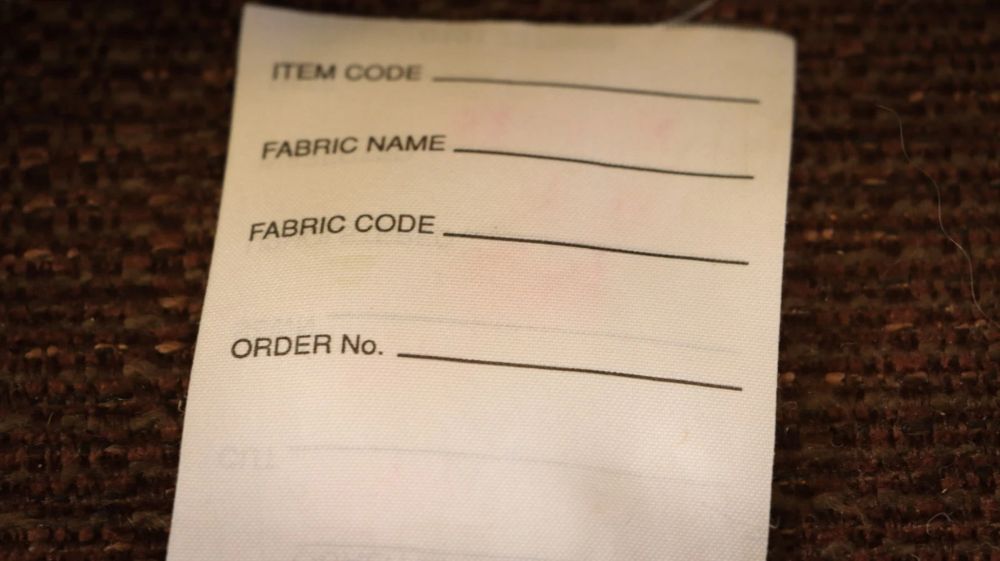 ITEM CODE
FABRIC NAME
FABRIC CODE
ORDER No.